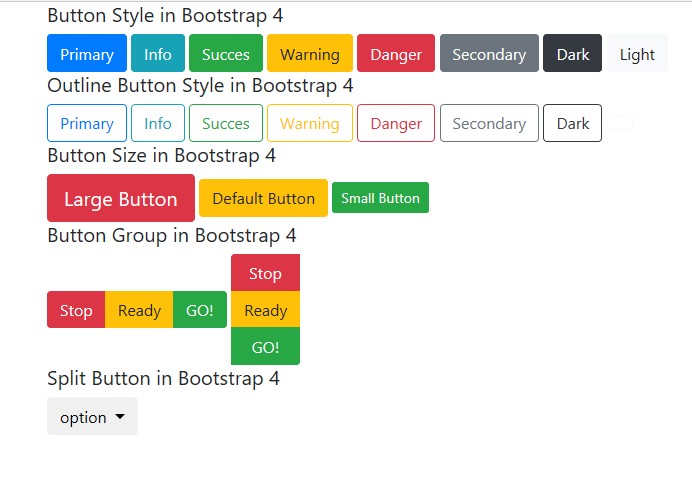 Button Style in Bootstrap 4
Primary Info Succes Warning Danger Secondary Dark Light
Outline Button Style in Bootstrap 4
Primary Info Succes Warning Danger Secondary Dark
Button Size in Bootstrap 4
Large Button Default Button Small Button
Button Group in Bootstrap 4
Stop
Stop Ready GO! Ready
GO!
Split Button in Bootstrap 4
option